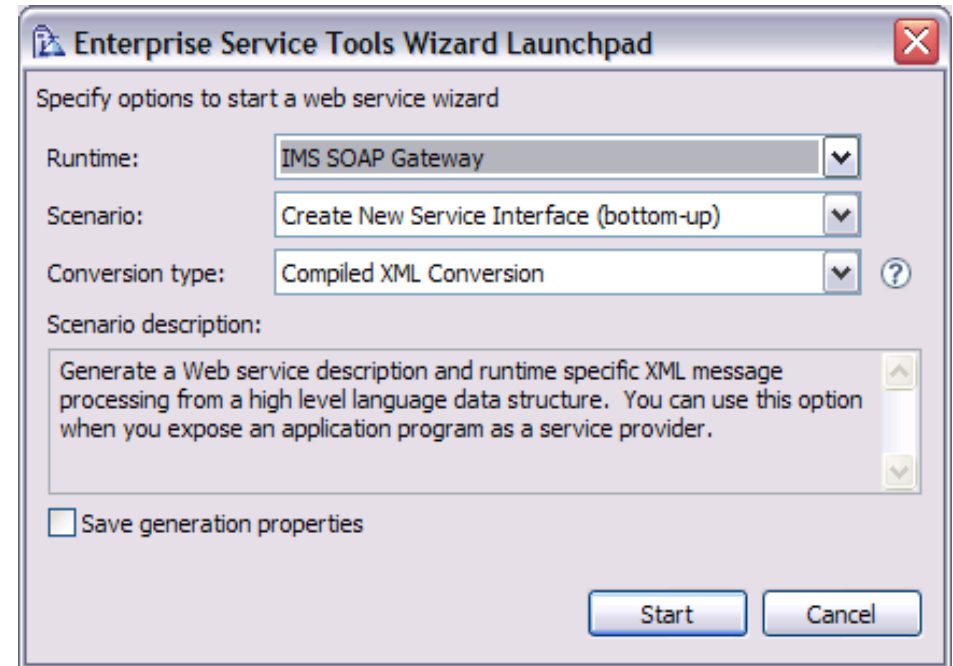 Enterprise Service Tools Wizard Launchpad
Specify options to start a web service wizard
Runtime: IMS SOAP Gateway
Scenario: Create New Service Interface (bottom-up)
Conversion type: Compiled XML Conversion ?
Scenario description:
Generate a Web service description and runtime specific XML message
processing from a high level language data structure.  You can use this option
when you expose an application program as a service provider.
Save generation properties
Start Cancel